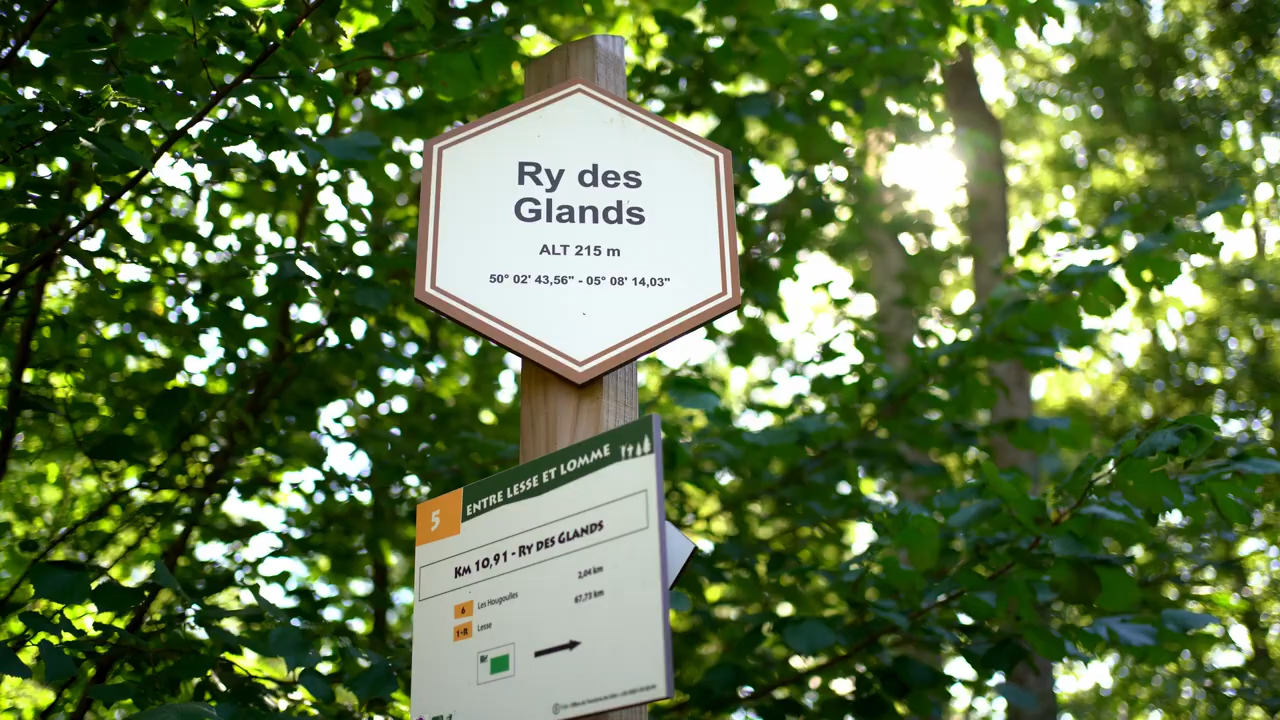 Ry des
Glands
ALT 215 m
50° 02' 43,56" - 05° 08' 14,03"
5 ENTRE LESSE ET LOMME
KM 10,91 - RY DES GLANDS
6 Les Hougoulles 2,04 km
1-R Lesse 67,73 km